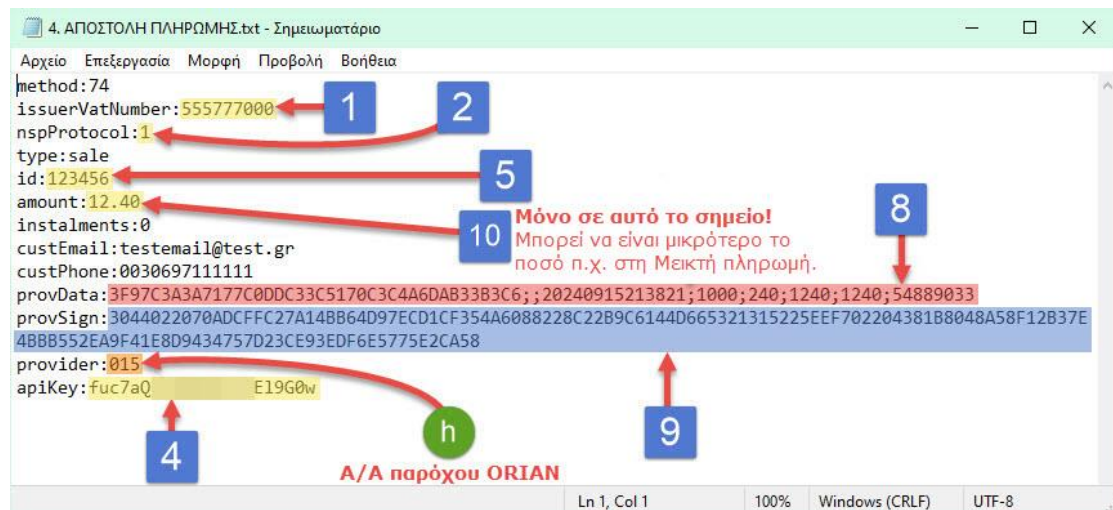 4. ΑΠΟΣΤΟΛΗ ΠΛΗΡΩΜΗΣ.txt - Σημειωματάριο
Αρχείο Επεξεργασία Μορφή Προβολή Βοήθεια
method:74
issuerVatNumber:555777000 1
nspProtocol:1 2
type:sale
id:123456 5
amount:12.40 10 Μόνο σε αυτό το σημείο!
Μπορεί να είναι μικρότερο το
ποσό π.χ. στη Μεικτή πληρωμή.
8
instalments:0
custEmail:testemail@test.gr
custPhone:0030697111111
provData:3F97C3A3A7177C0DDC33C5170C3C4A6DAB33B3C6;;20240915213821;1000;240;1240;1240;54889033
provSign:3044022070ADCFFC27A14BB64D97ECD1CF354A6088228C22B9C6144D665321315225EEF702204381B8048A58F12B37E
4BBB552EA9F41E8D9434757D23CE93EDF6E5775E2CA58
provider:015
apiKey:fuc7aQ E19G0w
4
h
9
Α/Α παρόχου ORIAN
Ln 1, Col 1 100% Windows (CRLF) UTF-8